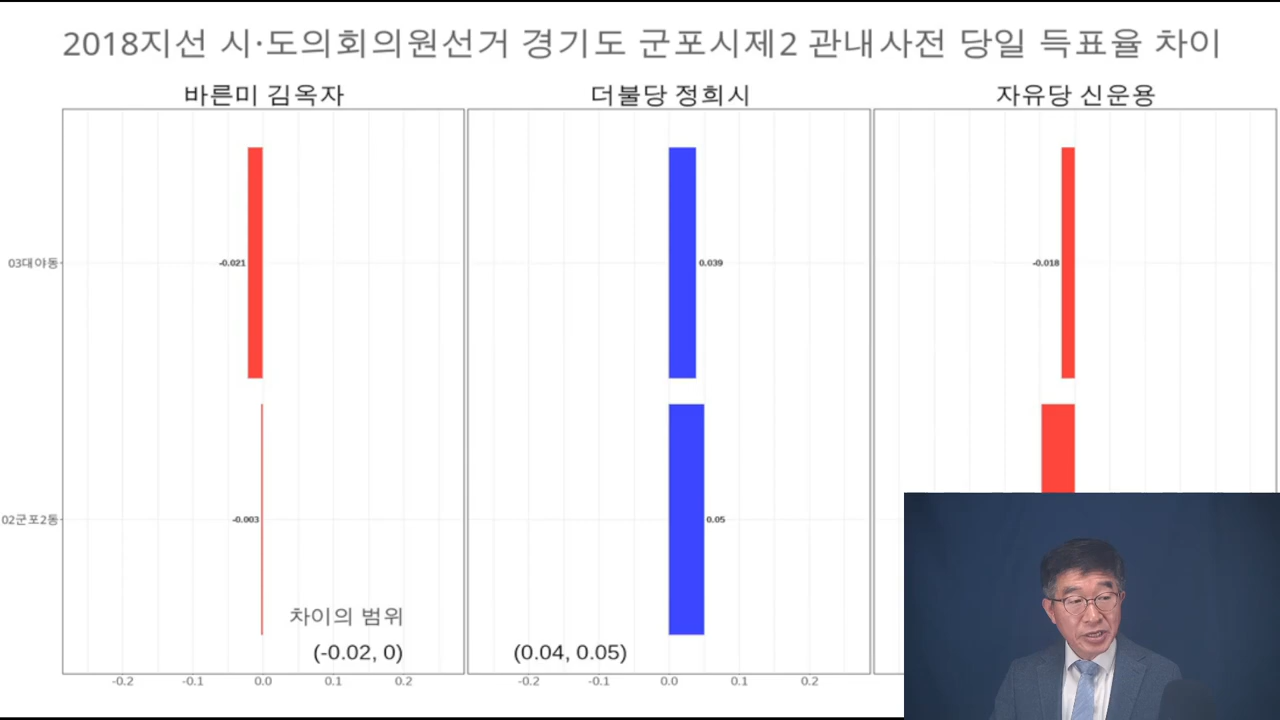 2018지선 시·도의회의원선거 경기도 군포시제2 관내사전 당일 득표율 차이
바른미 김옥자
더불당 정희시
자유당 신운용
03대야동
-0.021
0.039
-0.018
02군포2동
-0.003
0.05
차이의 범위
(-0.02, 0)
(0.04, 0.05)
-0.2 -0.1 0.0 0.1 0.2
-0.2 -0.1 0.0 0.1 0.2